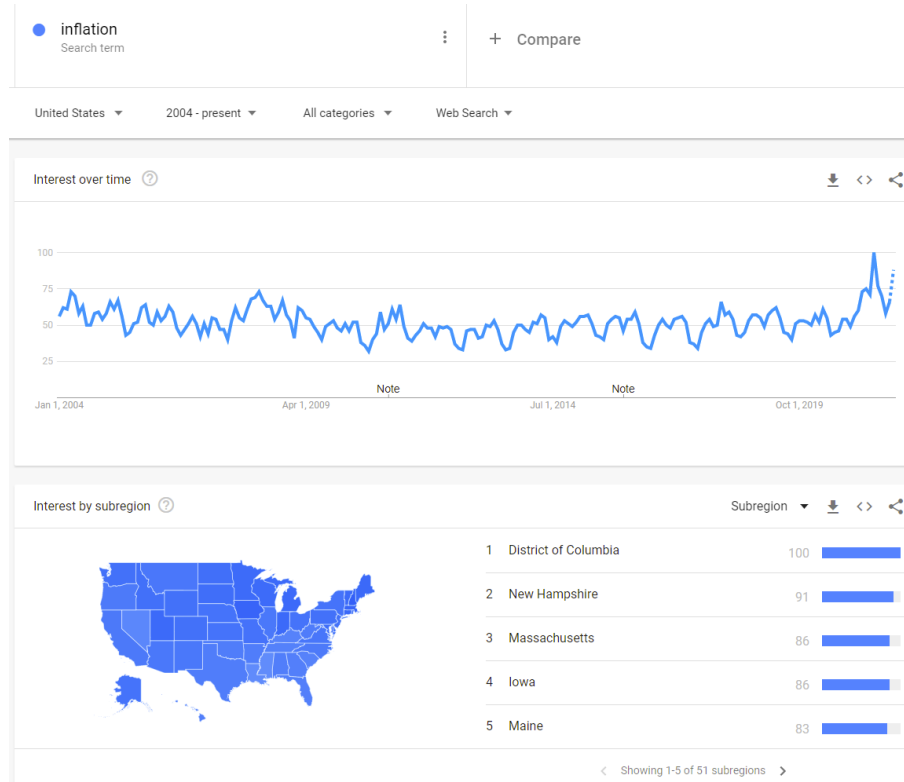 inflation
Search term
+ Compare
United States
2004 - present
All categories
Web Search
Interest over time
100
75
50
25
Note
Note
Jan 1, 2004
Apr 1, 2009
Jul 1, 2014
Oct 1, 2019
Interest by subregion
Subregion
1 District of Columbia 100
2 New Hampshire 91
3 Massachusetts 86
4 Iowa 86
5 Maine 83
Showing 1-5 of 51 subregions